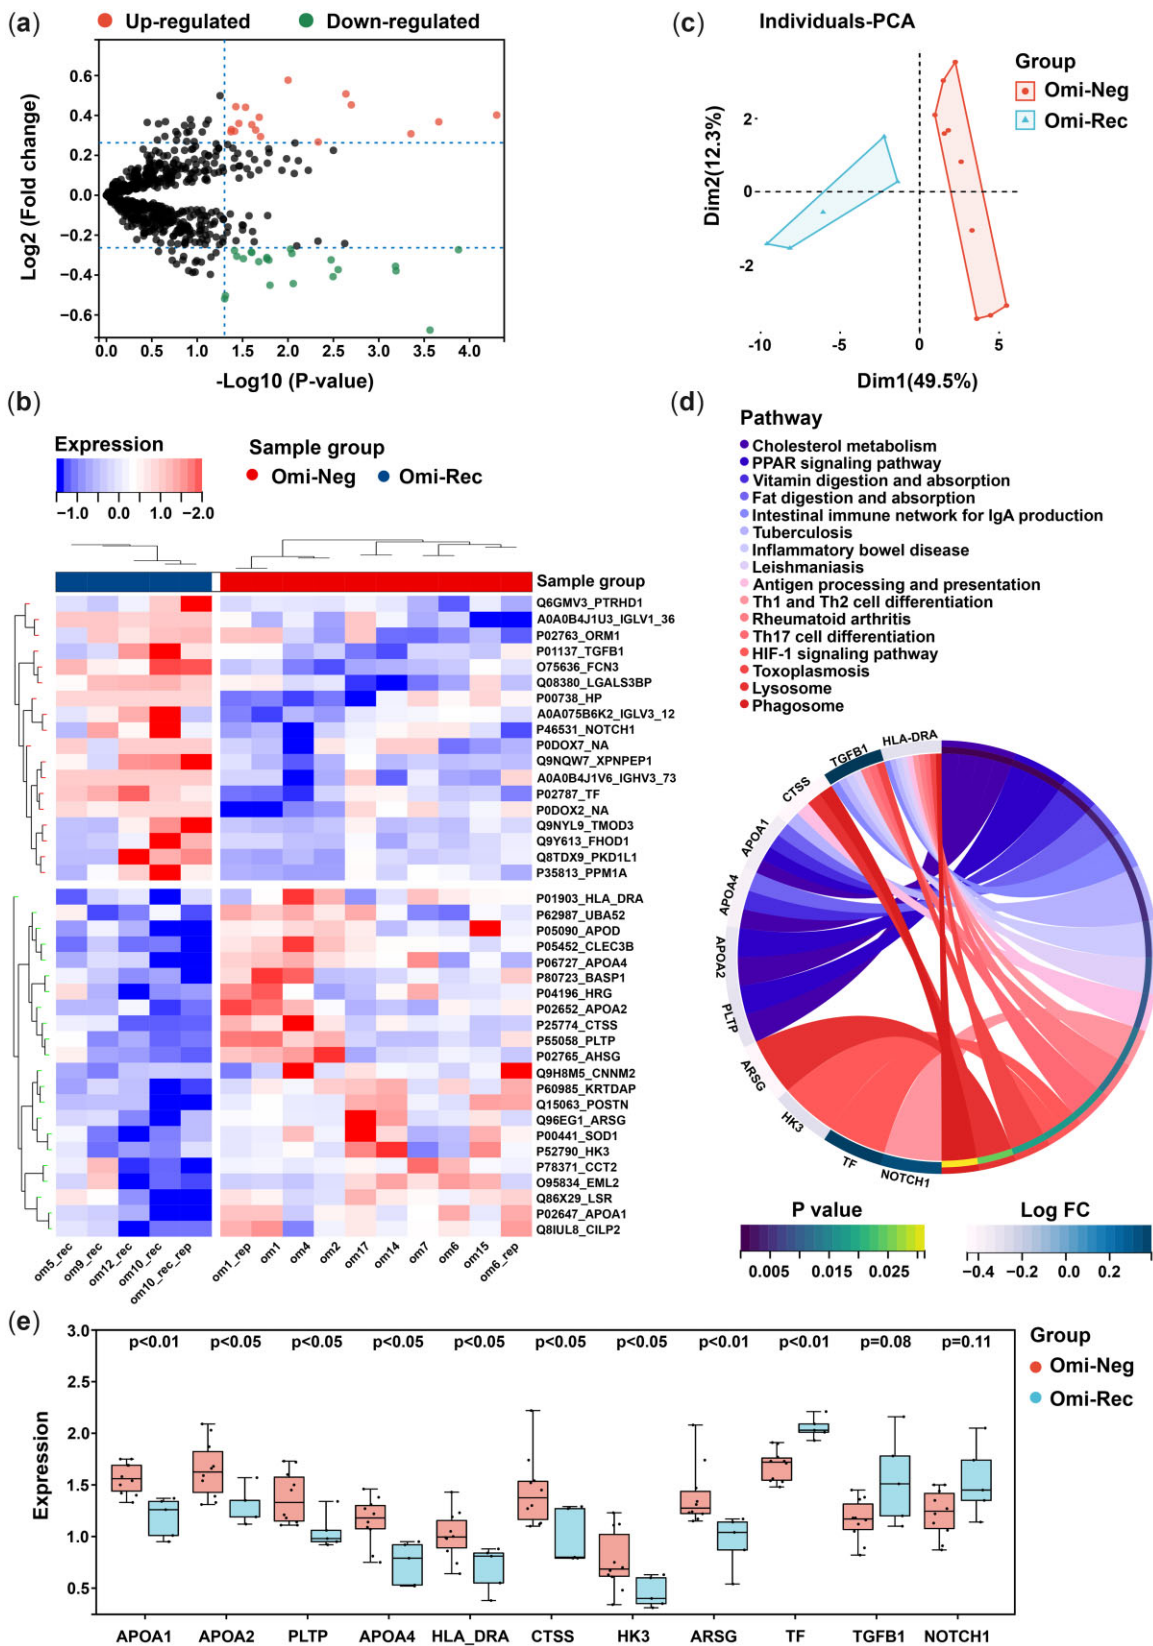 (a)
Up-regulated
Down-regulated
0.6
0.4
0.2
0.0
−0.2
−0.4
−0.6
Log2 (Fold change)
0.0 0.5 1.0 1.5 2.0 2.5 3.0 3.5 4.0
-Log10 (P-value)
(c)
Individuals-PCA
Group
Omi-Neg
Omi-Rec
2
0
-2
Dim2(12.3%)
-10 -5 0 5
Dim1(49.5%)
(b)
Expression
−1.0 0.0 1.0 −2.0
Sample group
Omi-Neg Omi-Rec
Sample group
Q6GMV3_PTRHD1
A0A0B4J1U3_IGLV1_36
P02763_ORM1
P01137_TGFB1
O75636_FCN3
Q08380_LGALS3BP
P00738_HP
A0A075B6K2_IGLV3_12
P46531_NOTCH1
P0DOX7_NA
Q9NQW7_XPNPEP1
A0A0B4J1V6_IGHV3_73
P02787_TF
P0DOX2_NA
Q9NYL9_TMOD3
Q9Y613_FHOD1
Q8TDX9_PKD1L1
P35813_PPM1A
P01903_HLA_DRA
P62987_UBA52
P05090_APOD
P05452_CLEC3B
P06727_APOA4
P80723_BASP1
P04196_HRG
P02652_APOA2
P25774_CTSS
P55058_PLTP
P02765_AHSG
Q9H8M5_CNNM2
P60985_KRTDAP
Q15063_POSTN
Q96EG1_ARSG
P00441_SOD1
P52790_HK3
P78371_CCT2
O95834_EML2
Q86X29_LSR
P02647_APOA1
Q8IUL8_CILP2
om5_rec
om9_rec
om12_rec
om10_rec
om10_rec_rep
om1_rep
om1
om4
om2
om17
om14
om7
om6
om15
om6_rep
(d)
Pathway
Cholesterol metabolism
PPAR signaling pathway
Vitamin digestion and absorption
Fat digestion and absorption
Intestinal immune network for IgA production
Tuberculosis
Inflammatory bowel disease
Leishmaniasis
Antigen processing and presentation
Th1 and Th2 cell differentiation
Rheumatoid arthritis
Th17 cell differentiation
HIF-1 signaling pathway
Toxoplasmosis
Lysosome
Phagosome
HLA-DRA
TGFB1
CTSS
APOA1
APOA4
APOA2
PLTP
ARSG
HK3
TF
NOTCH1
P value
0.005 0.015 0.025
Log FC
−0.4 −0.2 0.0 0.2
(e)
3.0
2.5
2.0
1.5
1.0
0.5
Expression
p<0.01 p<0.05 p<0.05 p<0.05 p<0.05 p<0.05 p<0.05 p<0.01 p<0.01 p=0.08 p=0.11
APOA1 APOA2 PLTP APOA4 HLA_DRA CTSS HK3 ARSG TF TGFB1 NOTCH1
Group
Omi-Neg
Omi-Rec